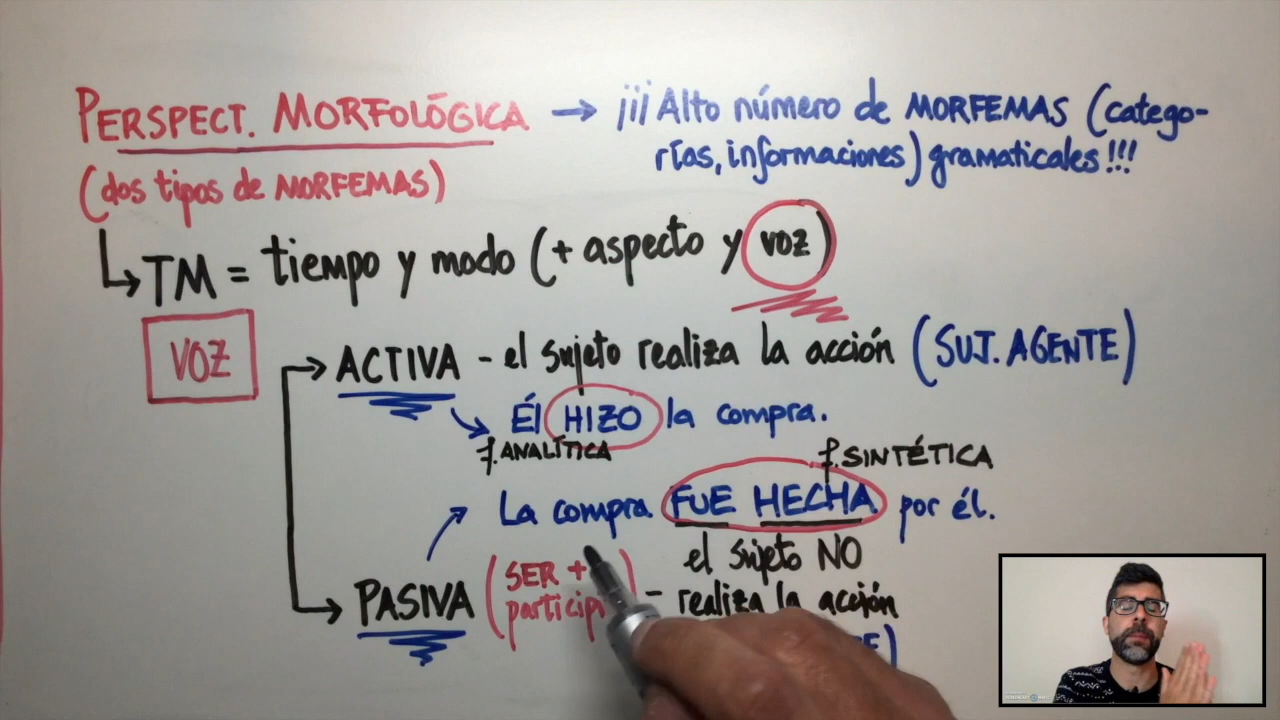 PERSPECT. MORFOLÓGICA → ¡¡¡Alto número de MORFEMAS (catego-
rías, informaciones) gramaticales!!!
(dos tipos de MORFEMAS)
↳ TM = tiempo y modo (+ aspecto y voz)
VOZ
→ ACTIVA - el sujeto realiza la acción (SUJ. AGENTE)
Él HIZO la compra.
f. ANALÍTICA
f. SINTÉTICA
La compra FUE HECHA por él.
→ PASIVA (SER +
el sujeto NO
- realiza la acción